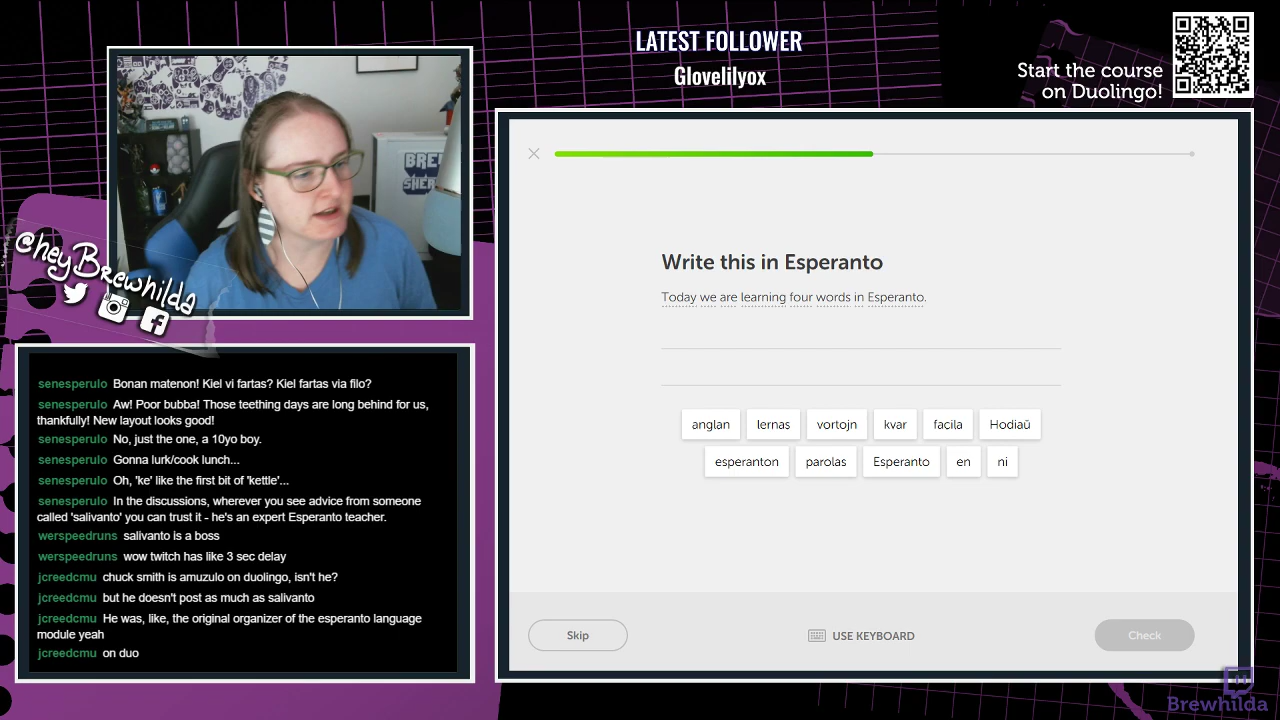 LATEST FOLLOWER
Glovelilyox
Start the course
on Duolingo!
BREW
SHER
@heyBrewhilda
senesperulo Bonan matenon! Kiel vi fartas? Kiel fartas via filo?
senesperulo Aw! Poor bubba! Those teething days are long behind for us,
thankfully! New layout looks good!
senesperulo No, just the one, a 10yo boy.
senesperulo Gonna lurk/cook lunch...
senesperulo Oh, 'ke' like the first bit of 'kettle'...
senesperulo In the discussions, wherever you see advice from someone
called 'salivanto' you can trust it - he's an expert Esperanto teacher.
werspeedruns salivanto is a boss
werspeedruns wow twitch has like 3 sec delay
jcreedcmu chuck smith is amuzulo on duolingo, isn't he?
jcreedcmu but he doesn't post as much as salivanto
jcreedcmu He was, like, the original organizer of the esperanto language
module yeah
jcreedcmu on duo
Write this in Esperanto
Today we are learning four words in Esperanto.
anglan lernas vortojn kvar facila Hodiaŭ
esperanton parolas Esperanto en ni
Skip USE KEYBOARD Check
Brewhilda